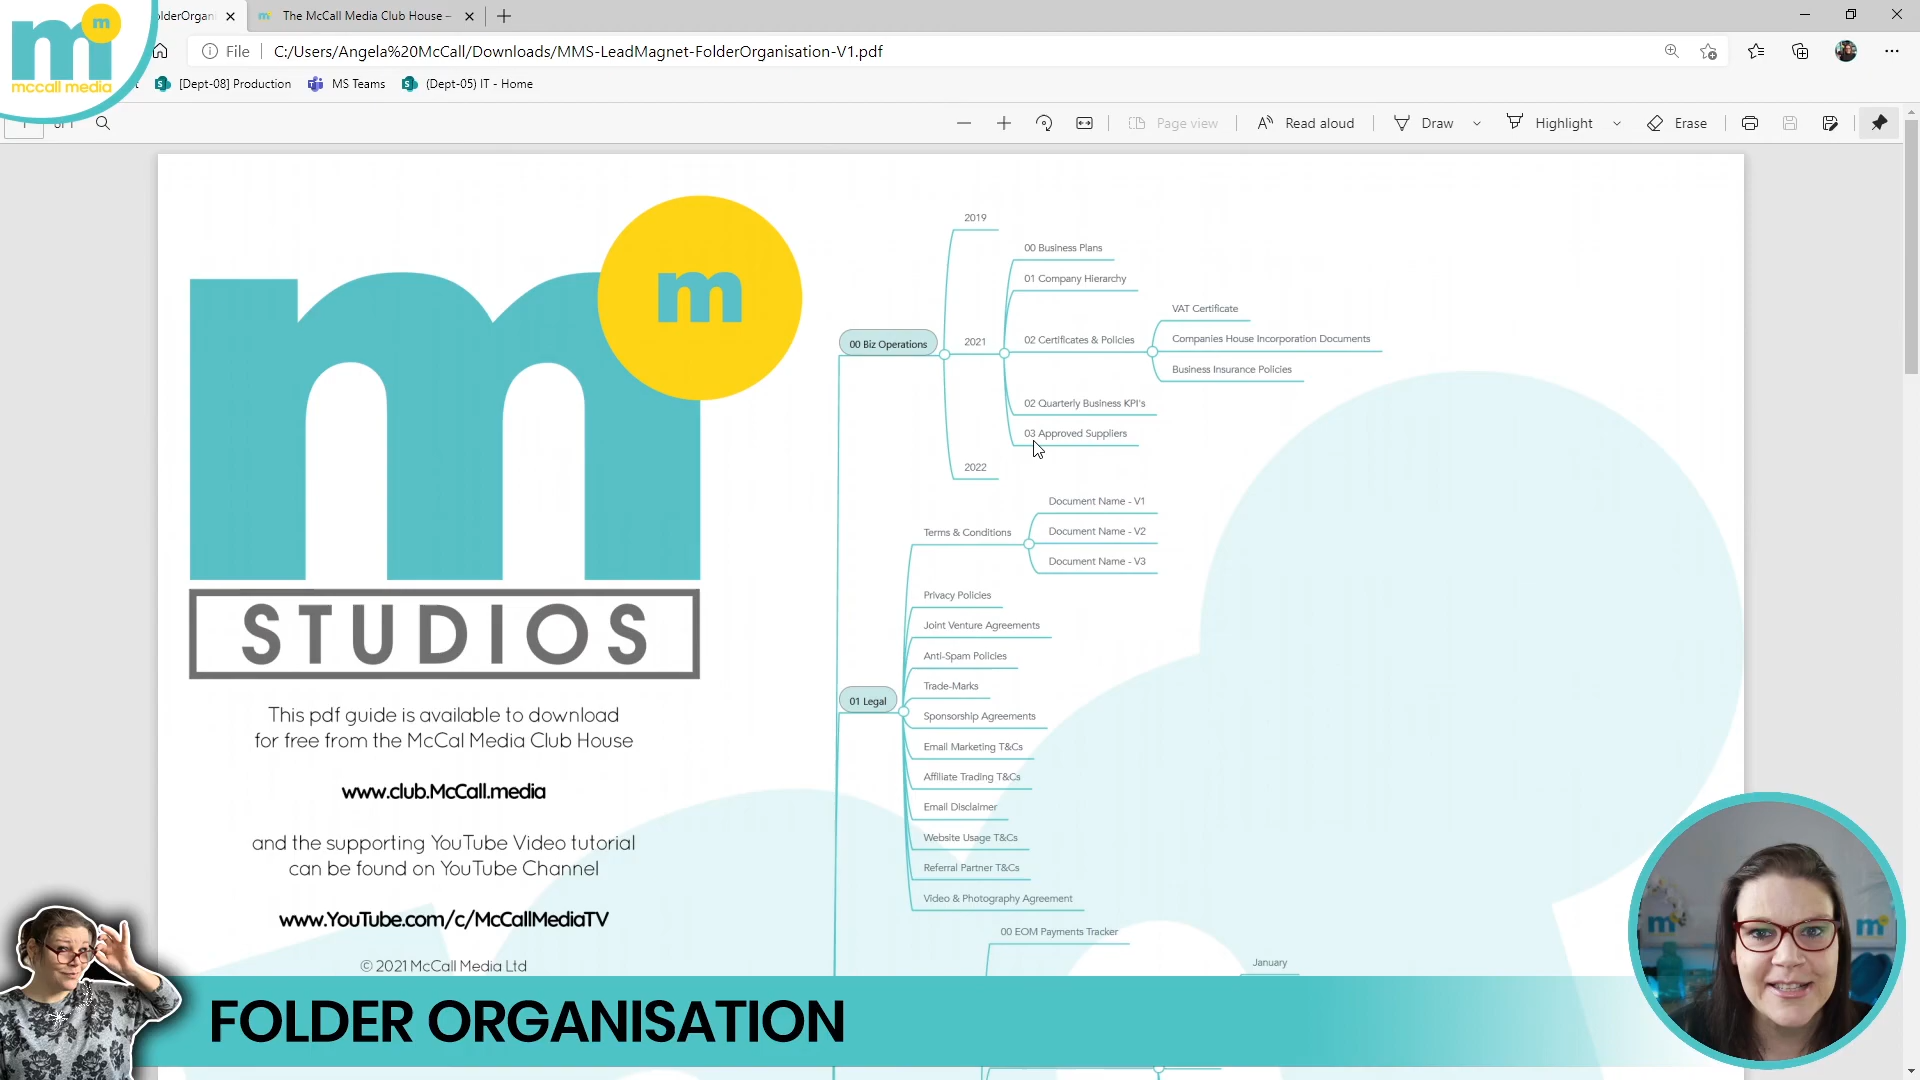 folderOrgani
The McCall Media Club House –
m
mccall media
File
C:/Users/Angela%20McCall/Downloads/MMS-LeadMagnet-FolderOrganisation-V1.pdf
[Dept-08] Production
MS Teams
(Dept-05) IT - Home
Page view
Read aloud
Draw
Highlight
Erase
m
m
STUDIOS
This pdf guide is available to download
for free from the McCal Media Club House
www.club.McCall.media
and the supporting YouTube Video tutorial
can be found on YouTube Channel
www.YouTube.com/c/McCallMediaTV
© 2021 McCall Media Ltd
00 Biz Operations
2019
2021
00 Business Plans
01 Company Hierarchy
02 Certificates & Policies
VAT Certificate
Companies House Incorporation Documents
Business Insurance Policies
02 Quarterly Business KPI's
03 Approved Suppliers
2022
01 Legal
Terms & Conditions
Document Name - V1
Document Name - V2
Document Name - V3
Privacy Policies
Joint Venture Agreements
Anti-Spam Policies
Trade-Marks
Sponsorship Agreements
Email Marketing T&Cs
Affiliate Trading T&Cs
Email Disclaimer
Website Usage T&Cs
Referral Partner T&Cs
Video & Photography Agreement
00 EOM Payments Tracker
January
FOLDER ORGANISATION